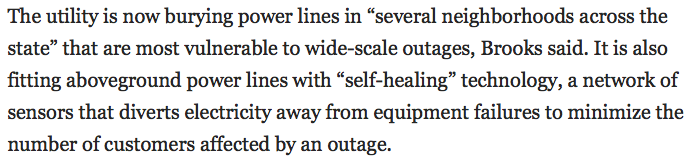 The utility is now burying power lines in “several neighborhoods across the
state” that are most vulnerable to wide-scale outages, Brooks said. It is also
fitting aboveground power lines with “self-healing” technology, a network of
sensors that diverts electricity away from equipment failures to minimize the
number of customers affected by an outage.